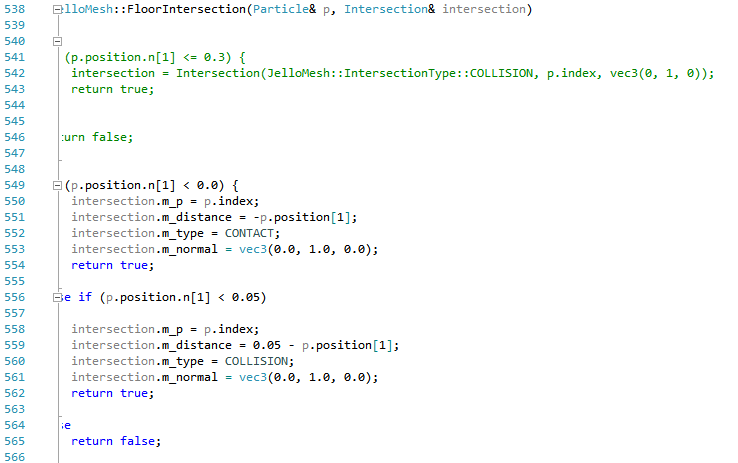 538 elloMesh::FloorIntersection(Particle& p, Intersection& intersection)
539
540
541 (p.position.n[1] <= 0.3) {
542 intersection = Intersection(JelloMesh::IntersectionType::COLLISION, p.index, vec3(0, 1, 0));
543 return true;
544
545
546 urn false;
547
548
549 (p.position.n[1] < 0.0) {
550 intersection.m_p = p.index;
551 intersection.m_distance = -p.position[1];
552 intersection.m_type = CONTACT;
553 intersection.m_normal = vec3(0.0, 1.0, 0.0);
554 return true;
555
556 e if (p.position.n[1] < 0.05)
557
558 intersection.m_p = p.index;
559 intersection.m_distance = 0.05 - p.position[1];
560 intersection.m_type = COLLISION;
561 intersection.m_normal = vec3(0.0, 1.0, 0.0);
562 return true;
563
564 e
565 return false;
566